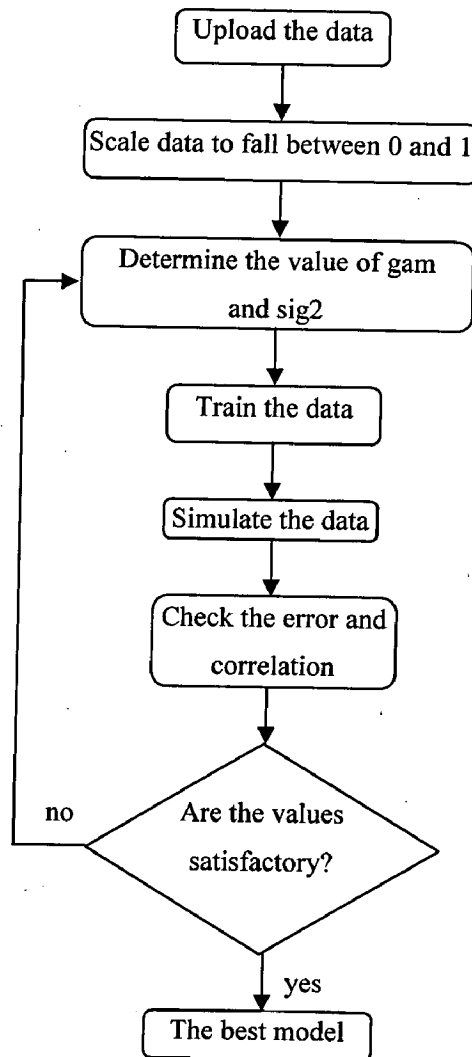 Upload the data
Scale data to fall between 0 and 1
Determine the value of gam
and sig2
Train the data
Simulate the data
Check the error and
correlation
Are the values
satisfactory?
no
yes
The best model